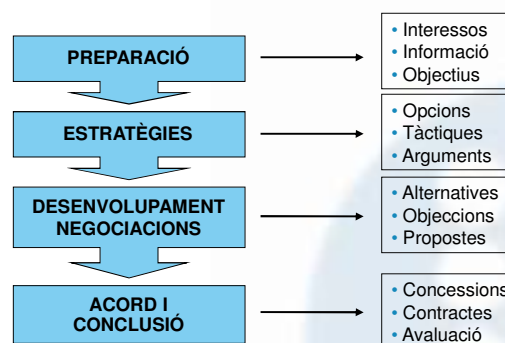 PREPARACIÓ
• Interessos
• Informació
• Objectius
ESTRATÈGIES
• Opcions
• Tàctiques
• Arguments
DESENVOLUPAMENT
NEGOCIACIONS
• Alternatives
• Objeccions
• Propostes
ACORD I
CONCLUSIÓ
• Concessions
• Contractes
• Avaluació